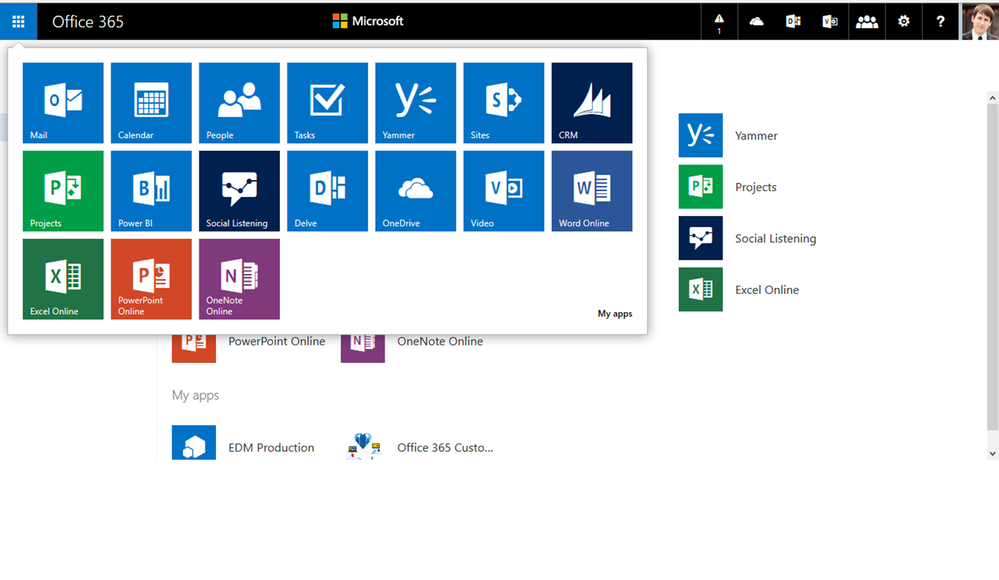 Office 365
Microsoft
1
?
Mail
Calendar
People
Tasks
Yammer
Sites
CRM
Projects
Power BI
Social Listening
Delve
OneDrive
Video
Word Online
Excel Online
PowerPoint
Online
OneNote
Online
My apps
Yammer
Projects
Social Listening
Excel Online
PowerPoint Online
OneNote Online
My apps
EDM Production
Office 365 Custo...